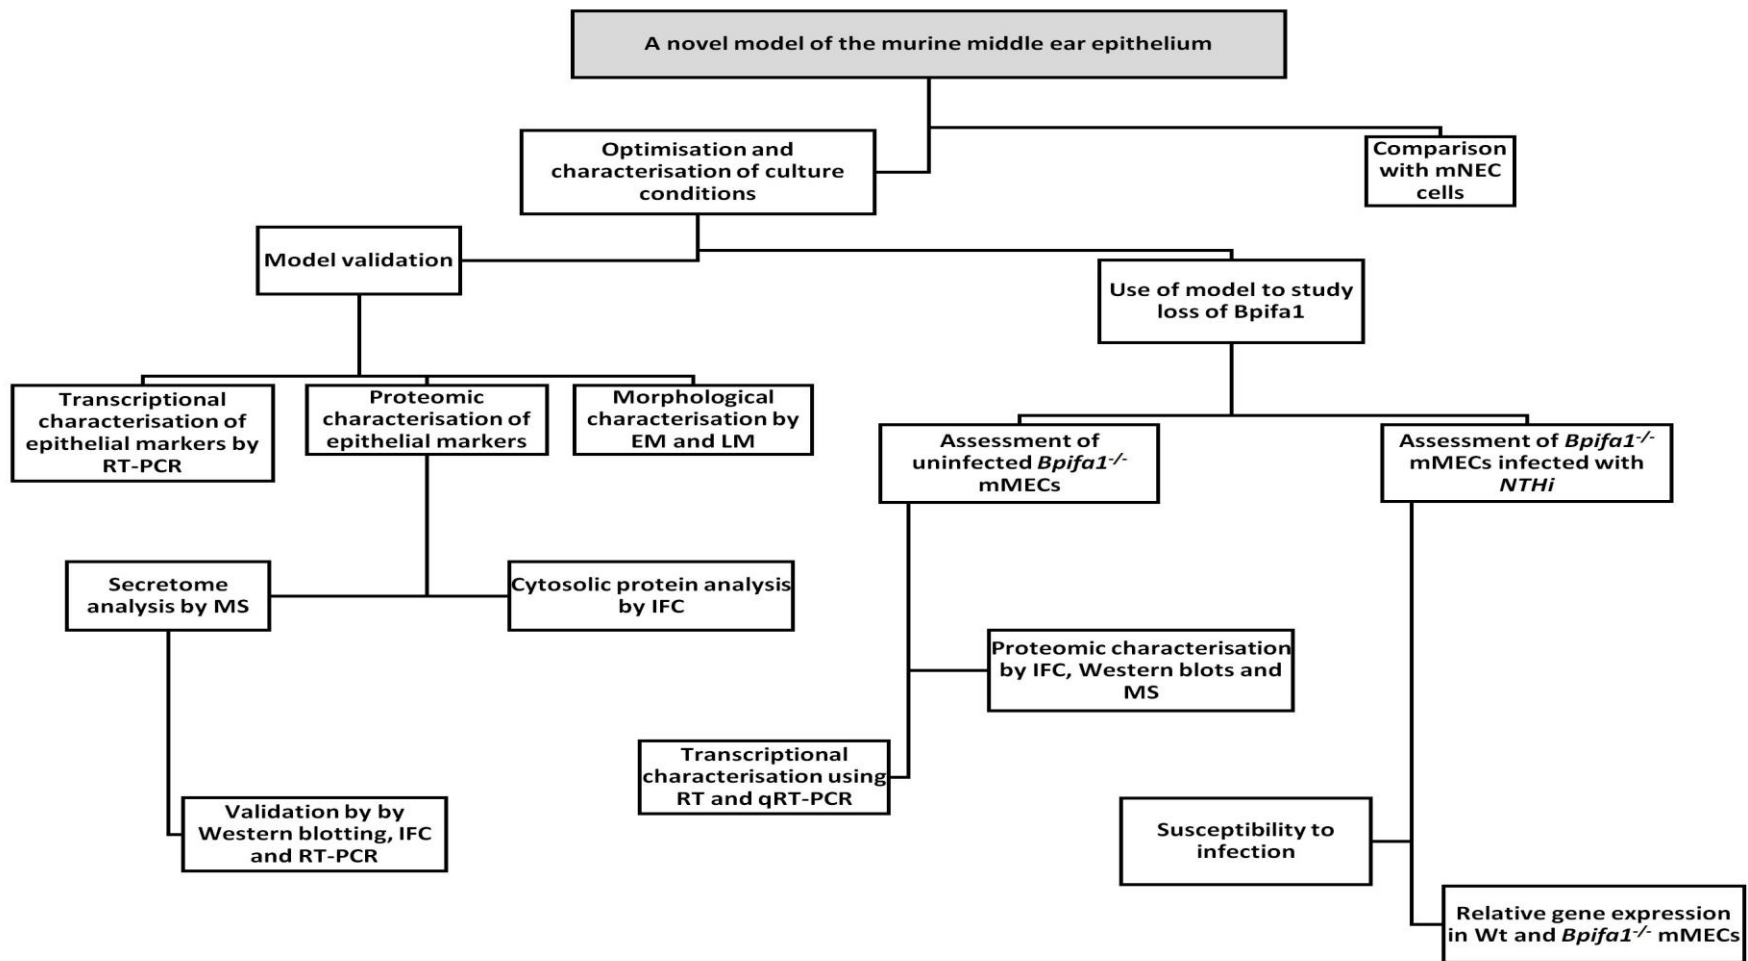 A novel model of the murine middle ear epithelium
Optimisation and
characterisation of culture
conditions
Comparison
with mNEC
cells
Model validation
Use of model to study
loss of Bpifa1
Transcriptional
characterisation of
epithelial markers by
RT-PCR
Proteomic
characterisation of
epithelial markers
Morphological
characterisation by
EM and LM
Assessment of
uninfected Bpifa1-/-
mMECs
Assessment of Bpifa1-/-
mMECs infected with
NTHi
Secretome
analysis by MS
Cytosolic protein analysis
by IFC
Proteomic characterisation
by IFC, Western blots and
MS
Transcriptional
characterisation using
RT and qRT-PCR
Validation by by
Western blotting, IFC
and RT-PCR
Susceptibility to
infection
Relative gene expression
in Wt and Bpifa1-/- mMECs